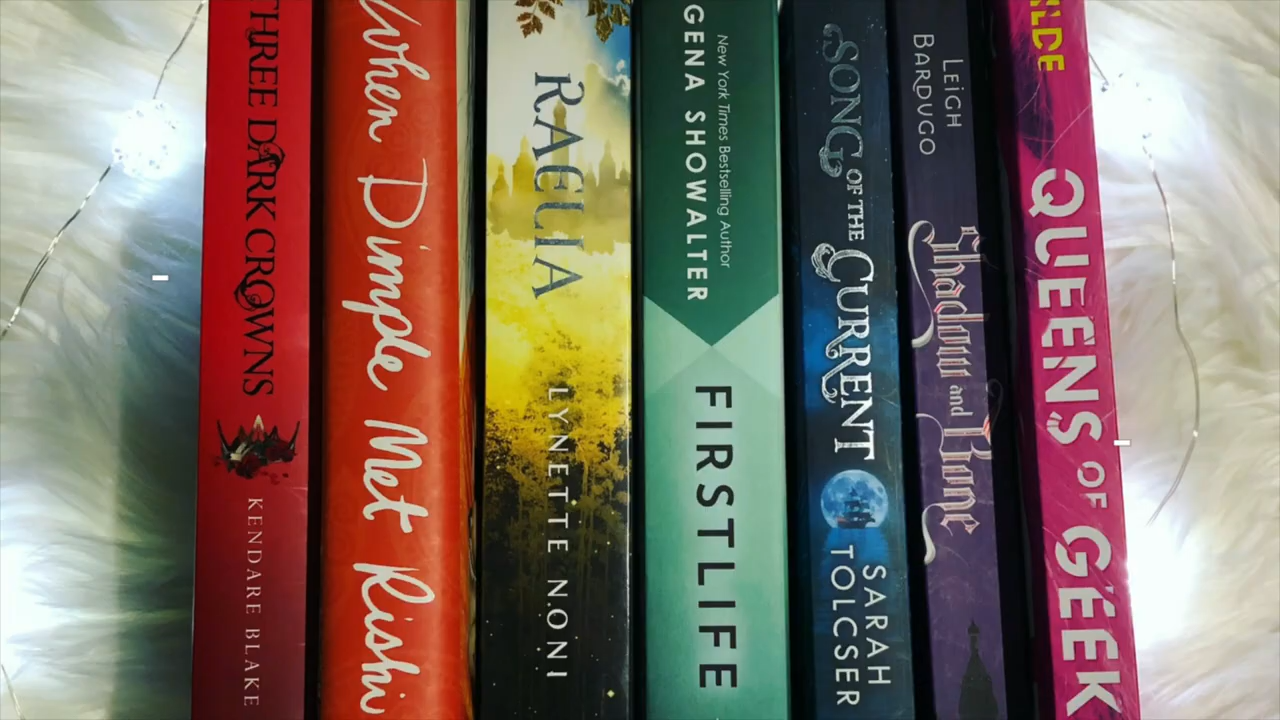 THREE DARK CROWNS
KENDARE BLAKE
When Dimple Met Rishi
RAELIA
LYNETTE NONI
New York Times Bestselling Author
GENA SHOWALTER
FIRSTLIFE
SONG OF THE CURRENT
SARAH
TOLCSER
LEIGH
BARDUGO
Shadow and Bone
ILDE
QUEENS OF GEEK